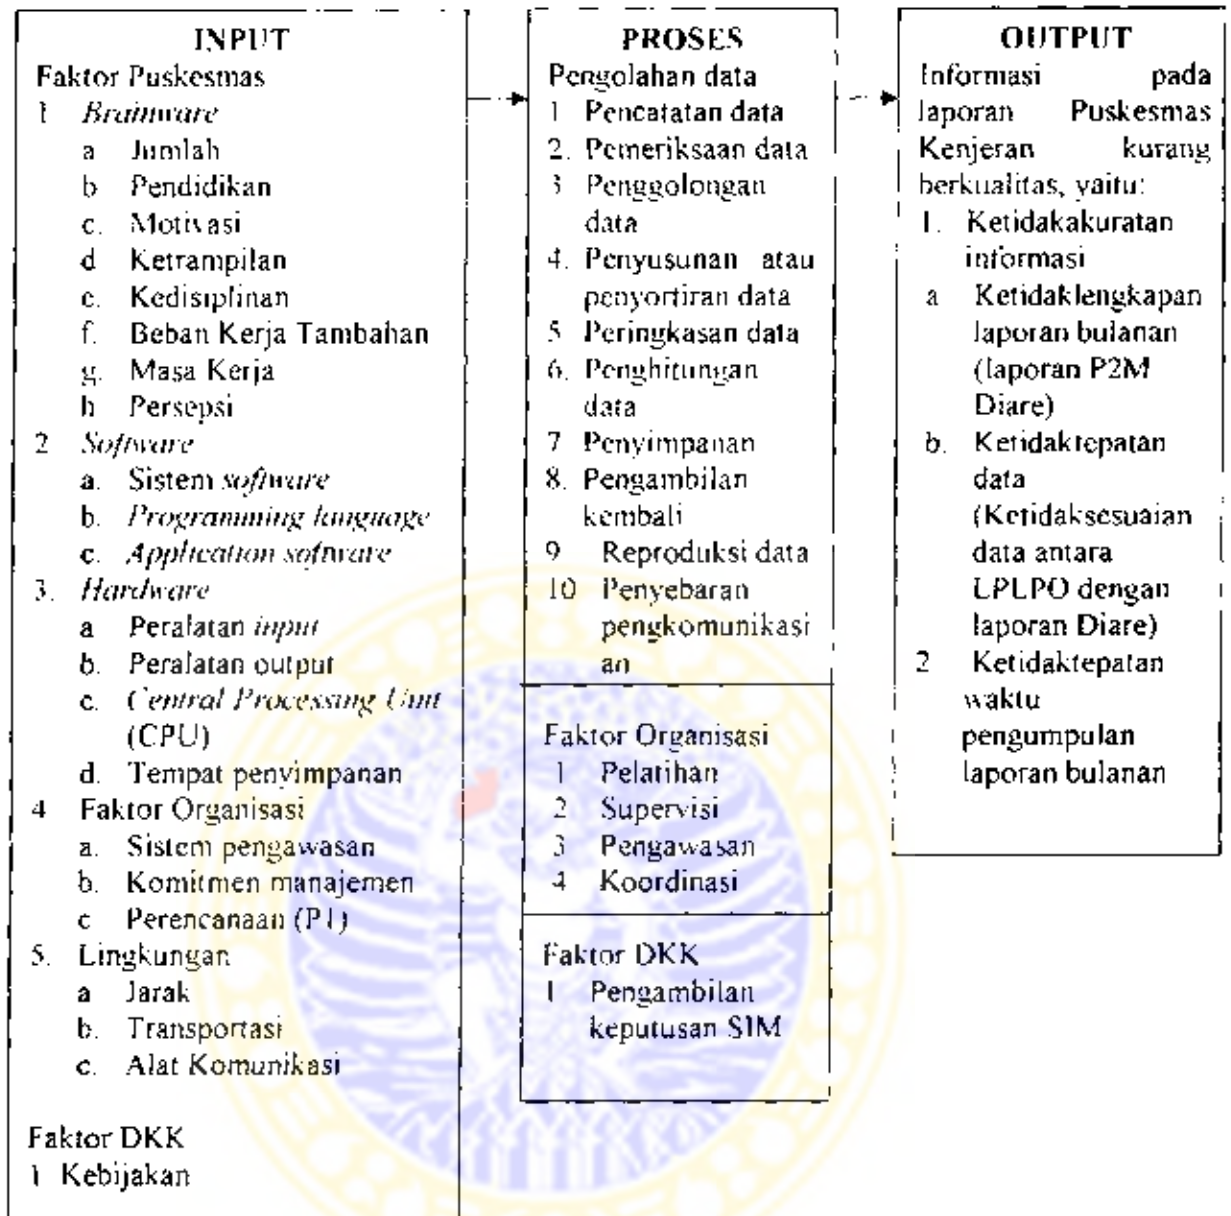 INPUT
Faktor Puskesmas
1 Brainware
a Jumlah
b Pendidikan
c. Motivasi
d Ketrampilan
e. Kedisiplinan
f. Beban Kerja Tambahan
g. Masa Kerja
h Persepsi
2 Software
a. Sistem software
b. Programming language
c. Application software
3. Hardware
a Peralatan input
b. Peralatan output
c. Central Processing Unit
(CPU)
d. Tempat penyimpanan
4 Faktor Organisasi
a. Sistem pengawasan
b. Komitmen manajemen
c Perencanaan (P1)
5. Lingkungan
a Jarak
b. Transportasi
c. Alat Komunikasi
Faktor DKK
1 Kebijakan
PROSES
Pengolahan data
1 Pencatatan data
2. Pemeriksaan data
3 Penggolongan
data
4. Penyusunan atau
penyortiran data
5 Peringkasan data
6. Penghitungan
data
7 Penyimpanan
8. Pengambilan
kembali
9 Reproduksi data
10 Penyebaran
pengkomunikasi
an
Faktor Organisasi
1 Pelatihan
2 Supervisi
3 Pengawasan
4 Koordinasi
Faktor DKK
1 Pengambilan
keputusan SIM
OUTPUT
Informasi pada
laporan Puskesmas
Kenjeran kurang
berkualitas, yaitu:
1. Ketidakakuratan
informasi
a Ketidaklengkapan
laporan bulanan
(laporan P2M
Diare)
b. Ketidaktepatan
data
(Ketidaksesuaian
data antara
LPLPO dengan
laporan Diare)
2 Ketidaktepatan
waktu
pengumpulan
laporan bulanan